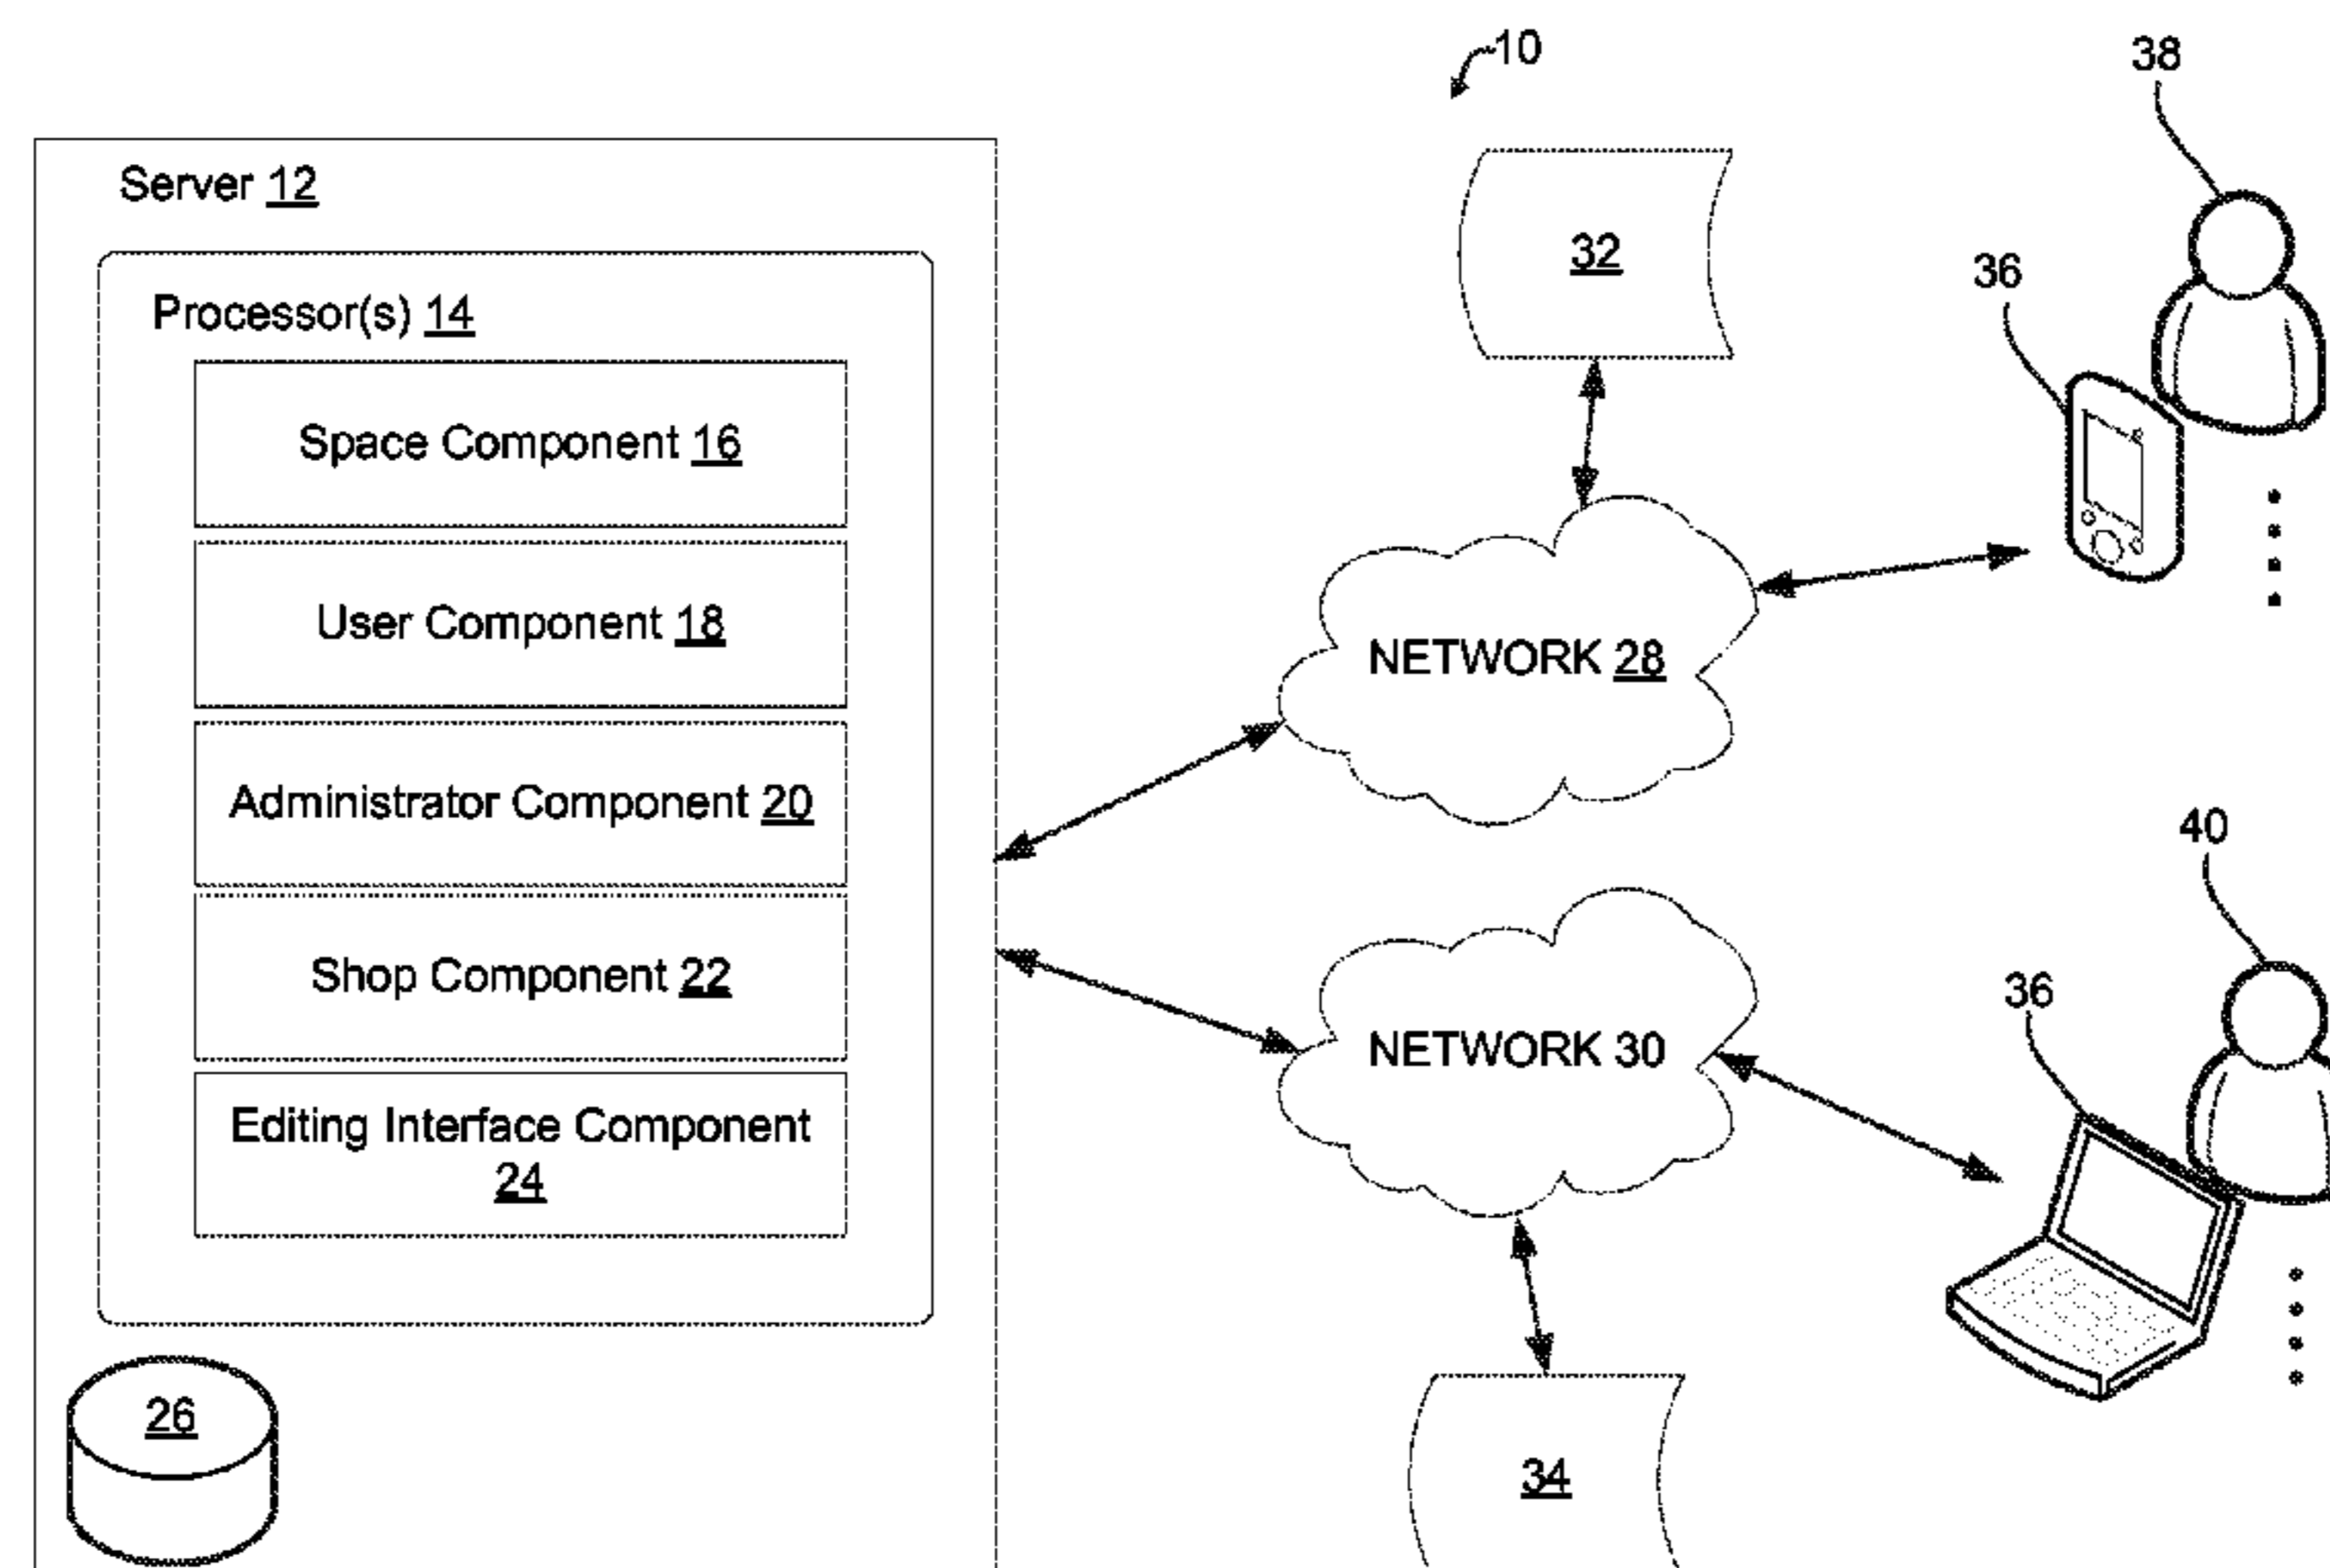 10
38
Server 12
32
36
Processor(s) 14
Space Component 16
User Component 18
NETWORK 28
Administrator Component 20
40
Shop Component 22
36
NETWORK 30
Editing Interface Component
24
26
34